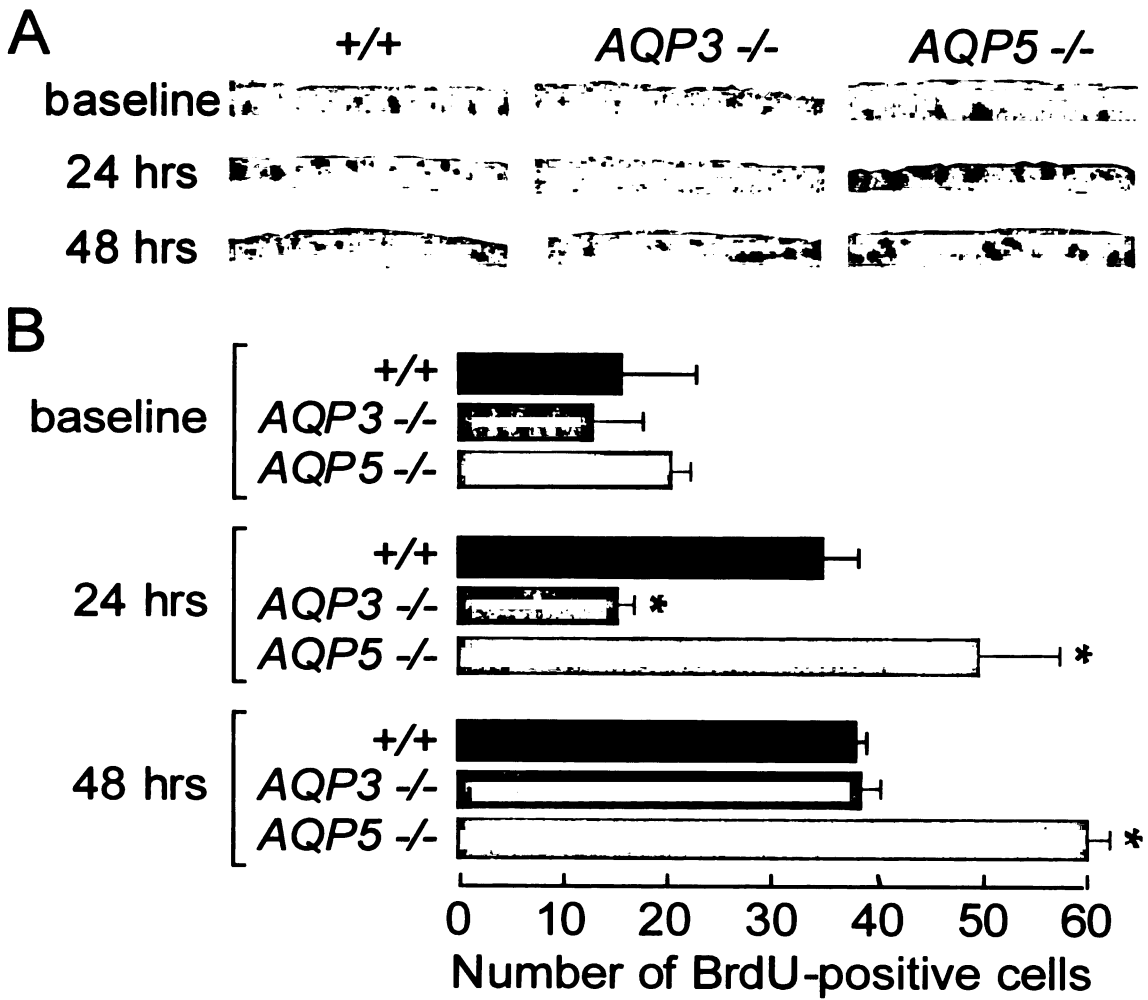 A
+/+ AQP3 -/- AQP5 -/-
baseline
24 hrs
48 hrs
B
baseline
+/+
AQP3 -/-
AQP5 -/-
24 hrs
+/+
AQP3 -/- *
AQP5 -/- *
48 hrs
+/+
AQP3 -/-
AQP5 -/- *
0 10 20 30 40 50 60
Number of BrdU-positive cells